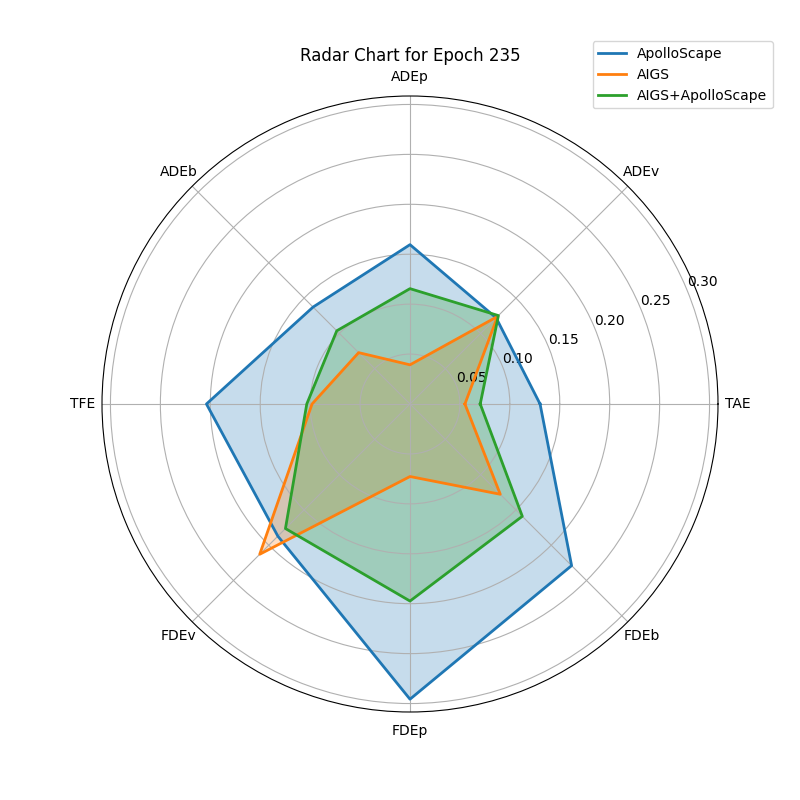 Radar Chart for Epoch 235
ApolloScape
AIGS
AIGS+ApolloScape
ADEp
ADEb
ADEv
0.30
0.25
0.20
0.15
0.10
0.05
TFE
TAE
FDEv
FDEb
FDEp